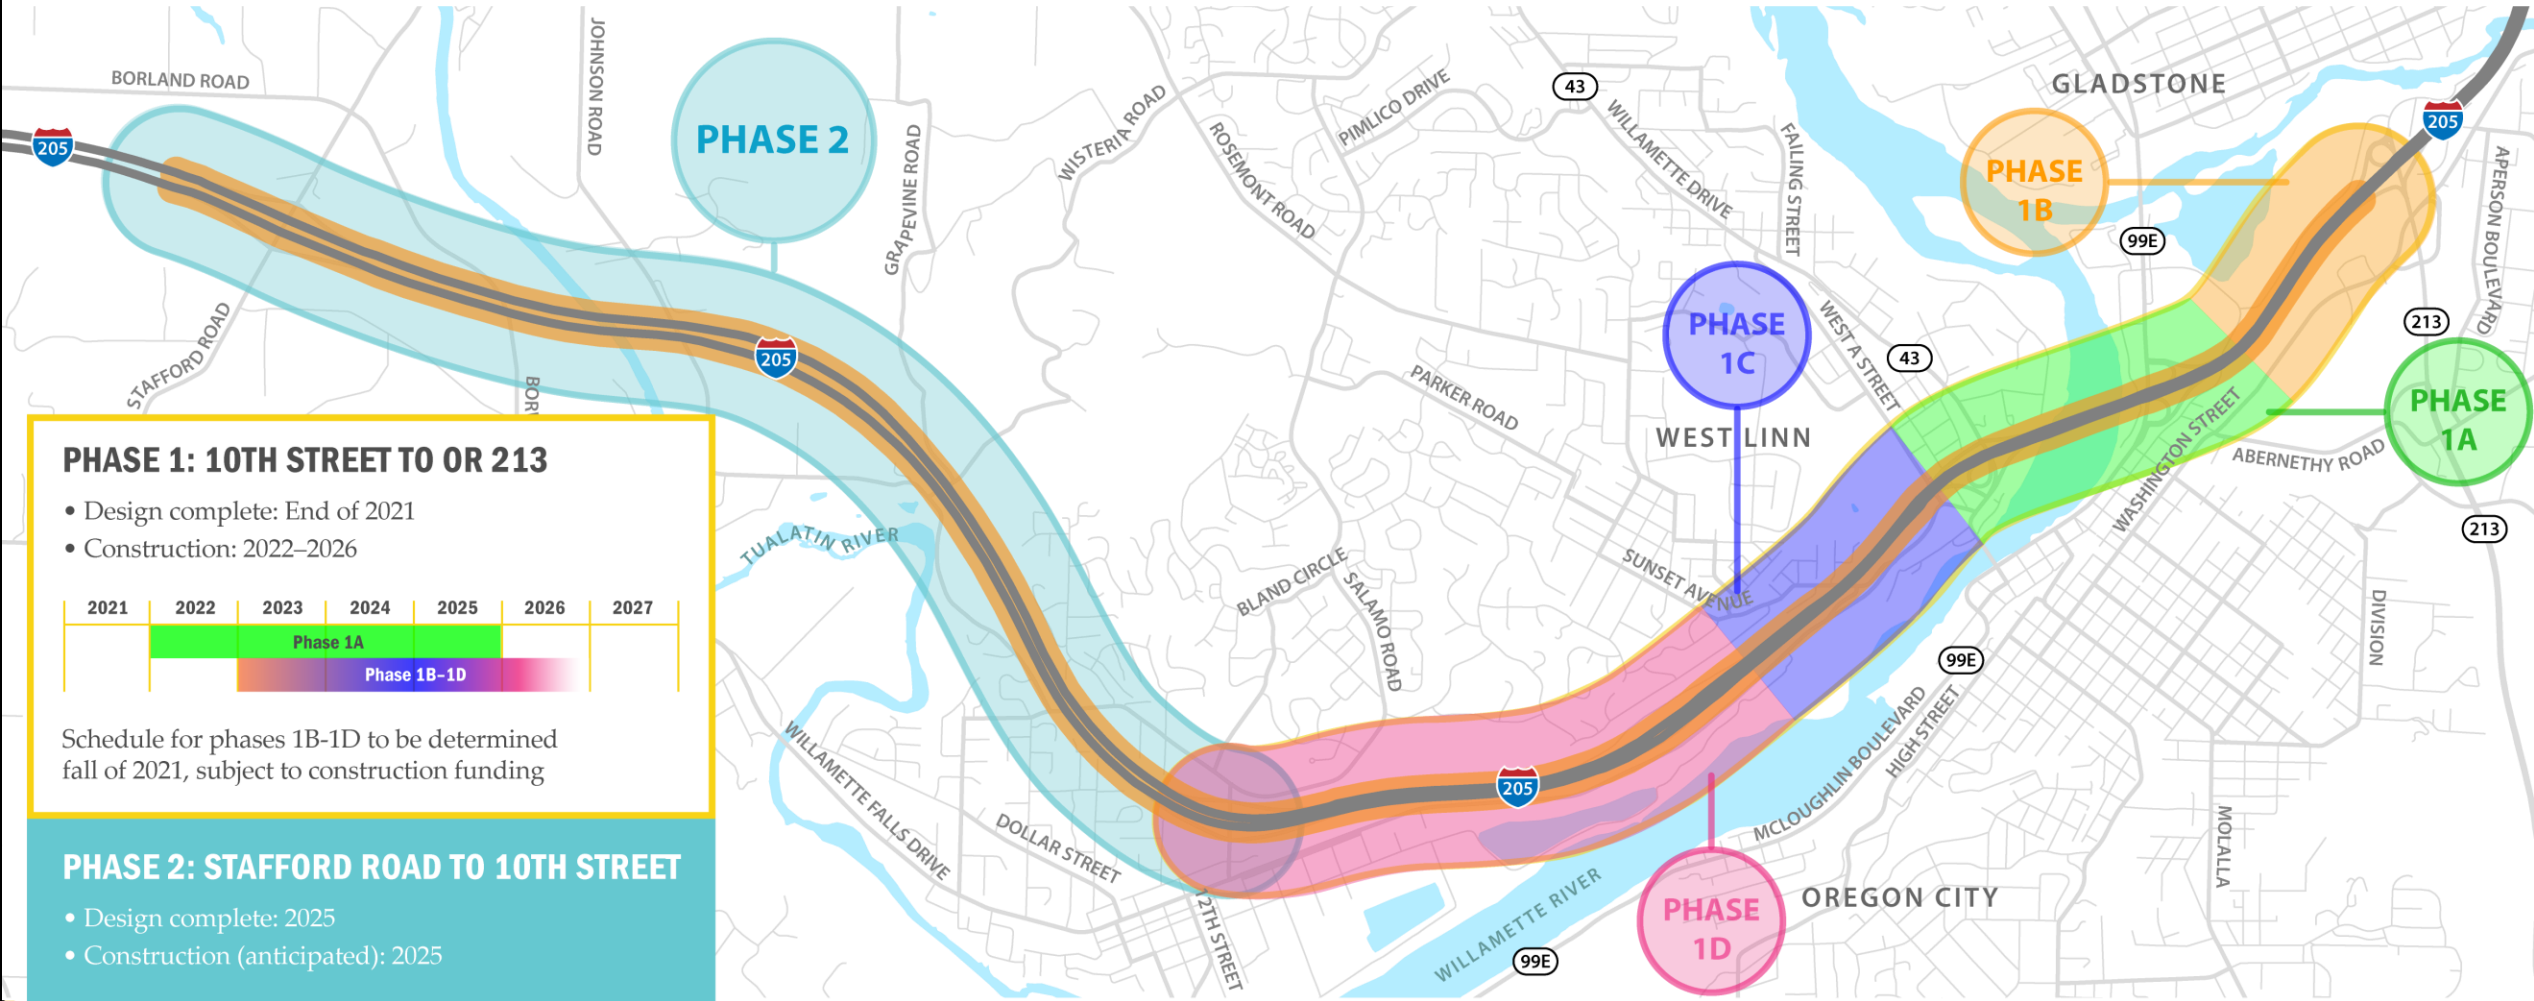 BORLAND ROAD
JOHNSON ROAD
205
PHASE 2
GRAPEVINE ROAD
WISTERIA ROAD
ROSEMONT ROAD
PIMLICO DRIVE
43
WILLAMETTE DRIVE
FAILING STREET
GLADSTONE
205
PHASE
1B
99E
APERSON BOULEVARD
STAFFORD ROAD
205
PHASE
1C
WEST A STREET
43
213
PARKER ROAD
WEST LINN
PHASE
1A
WASHINGTON STREET
ABERNETHY ROAD
213
TUALATIN RIVER
BLAND CIRCLE
SALAMO ROAD
SUNSET AVENUE
DIVISION
99E
205
WILLAMETTE FALLS DRIVE
DOLLAR STREET
12TH STREET
MCLOUGHLIN BOULEVARD
HIGH STREET
MOLALLA
WILLAMETTE RIVER
99E
PHASE
1D
OREGON CITY
PHASE 1: 10TH STREET TO OR 213
• Design complete: End of 2021
• Construction: 2022–2026
2021 2022 2023 2024 2025 2026 2027
Phase 1A
Phase 1B–1D
Schedule for phases 1B-1D to be determined
fall of 2021, subject to construction funding
PHASE 2: STAFFORD ROAD TO 10TH STREET
• Design complete: 2025
• Construction (anticipated): 2025